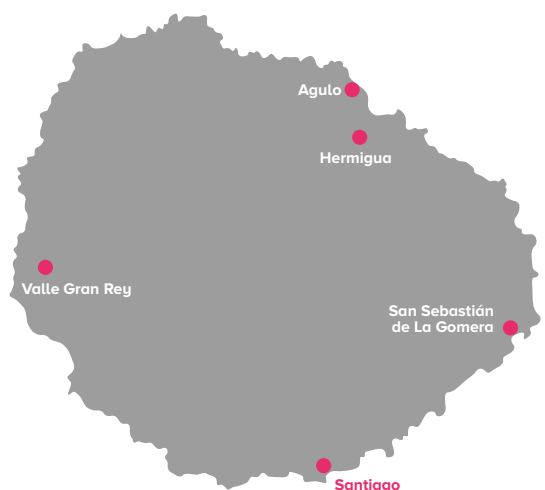 Agulo
Hermigua
Valle Gran Rey
San Sebastián
de La Gomera
Santiago